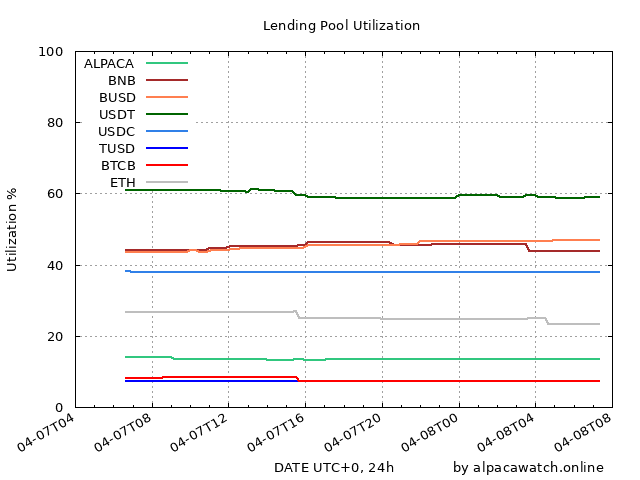 Lending Pool Utilization
Utilization %
100
80
60
40
20
0
ALPACA
BNB
BUSD
USDT
USDC
TUSD
BTCB
ETH
04-07T04
04-07T08
04-07T12
04-07T16
04-07T20
04-08T00
04-08T04
04-08T08
DATE UTC+0, 24h
by alpacawatch.online